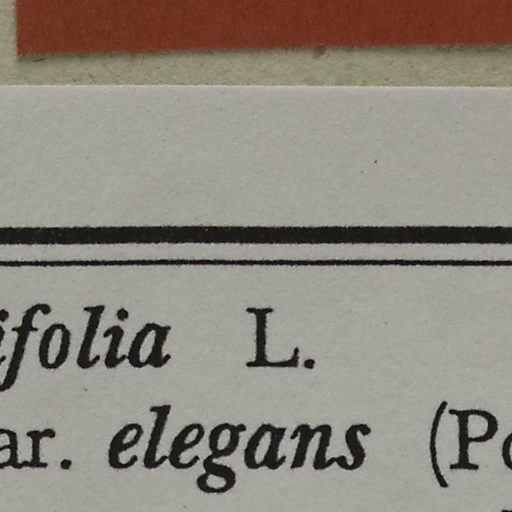 ifolia L.
ar. elegans (Po